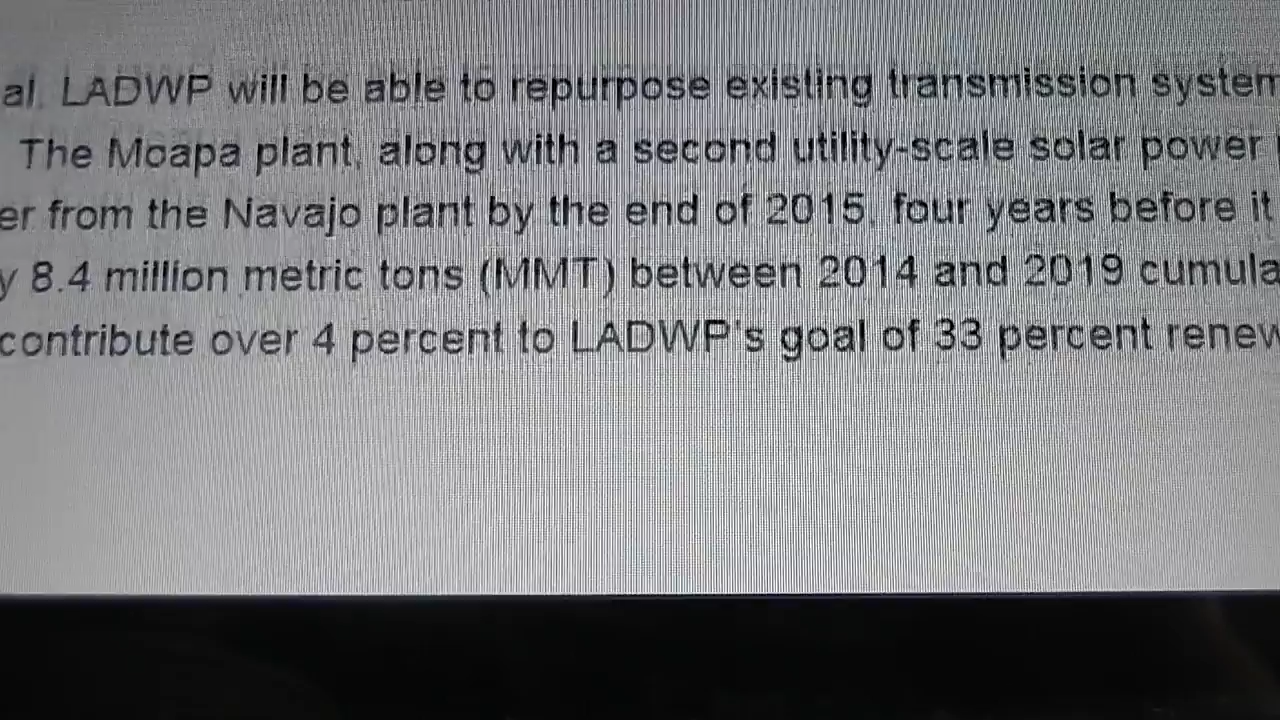 al. LADWP will be able to repurpose existing transmission system
The Moapa plant, along with a second utility-scale solar power
er from the Navajo plant by the end of 2015, four years before it
y 8.4 million metric tons (MMT) between 2014 and 2019 cumula
contribute over 4 percent to LADWP's goal of 33 percent renew